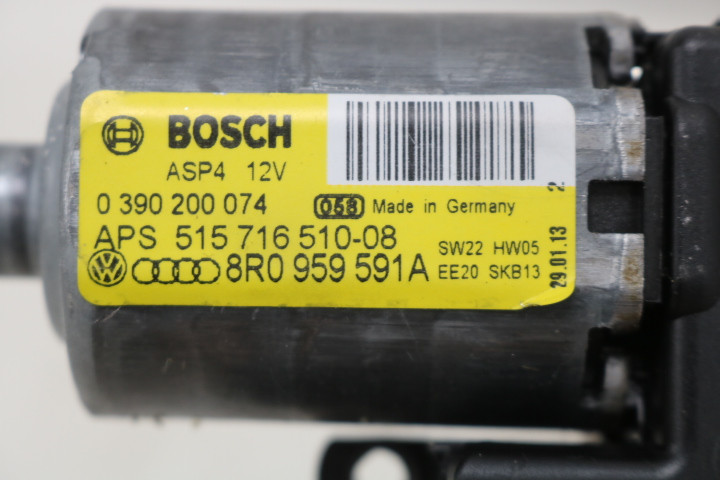 BOSCH
ASP4 12V
0 390 200 074 058 Made in Germany
APS 515 716 510-08 SW22 HW05
8R0 959 591A EE20 SKB13
29.01.13 2